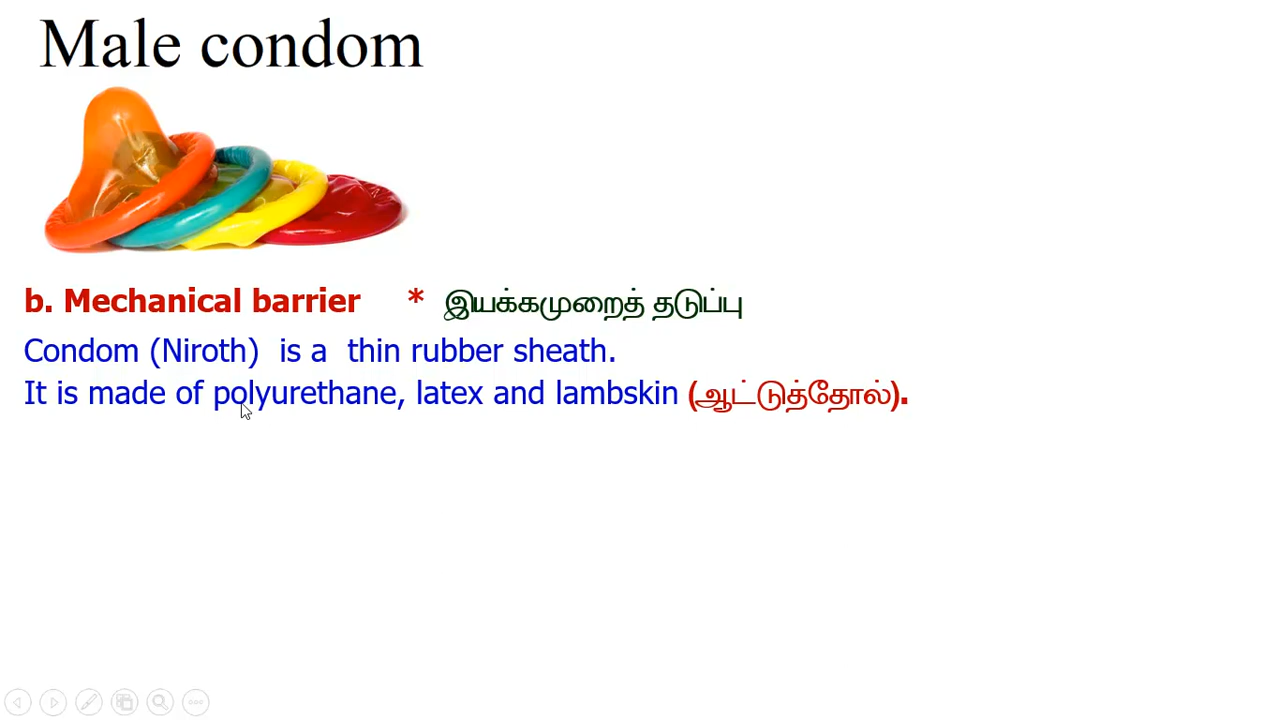 Male condom
b. Mechanical barrier * இயக்கமுறைத் தடுப்பு
Condom (Niroth) is a thin rubber sheath.
It is made of polyurethane, latex and lambskin (ஆட்டுத்தோல்).